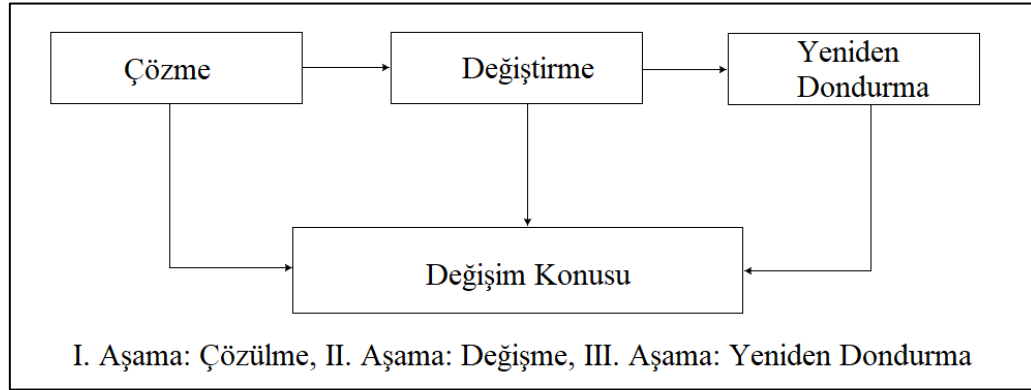 Çözme
Değiştirme
Yeniden
Dondurma
Değişim Konusu
I. Aşama: Çözülme, II. Aşama: Değişme, III. Aşama: Yeniden Dondurma